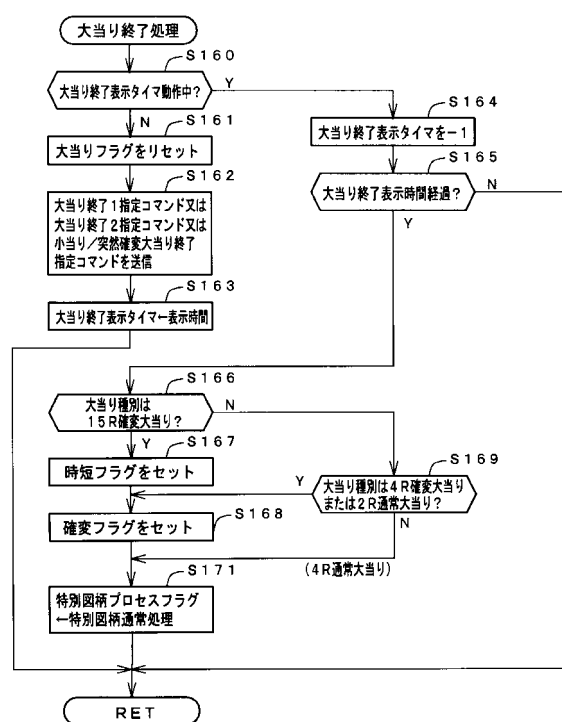 大当り終了処理
S160
大当り終了表示タイマ動作中?
Y
N
S161
大当りフラグをリセット
S162
大当り終了1指定コマンド又は
大当り終了2指定コマンド又は
小当り/突然確変大当り終了
指定コマンドを送信
S163
大当り終了表示タイマ←表示時間
S164
大当り終了表示タイマを-1
S165
大当り終了表示時間経過?
N
Y
S166
大当り種別は
15R確変大当り?
N
Y
S167
時短フラグをセット
S169
大当り種別は4R確変大当り
または2R通常大当り?
Y
N
S168
確変フラグをセット
(4R通常大当り)
S171
特別図柄プロセスフラグ
←特別図柄通常処理
RET